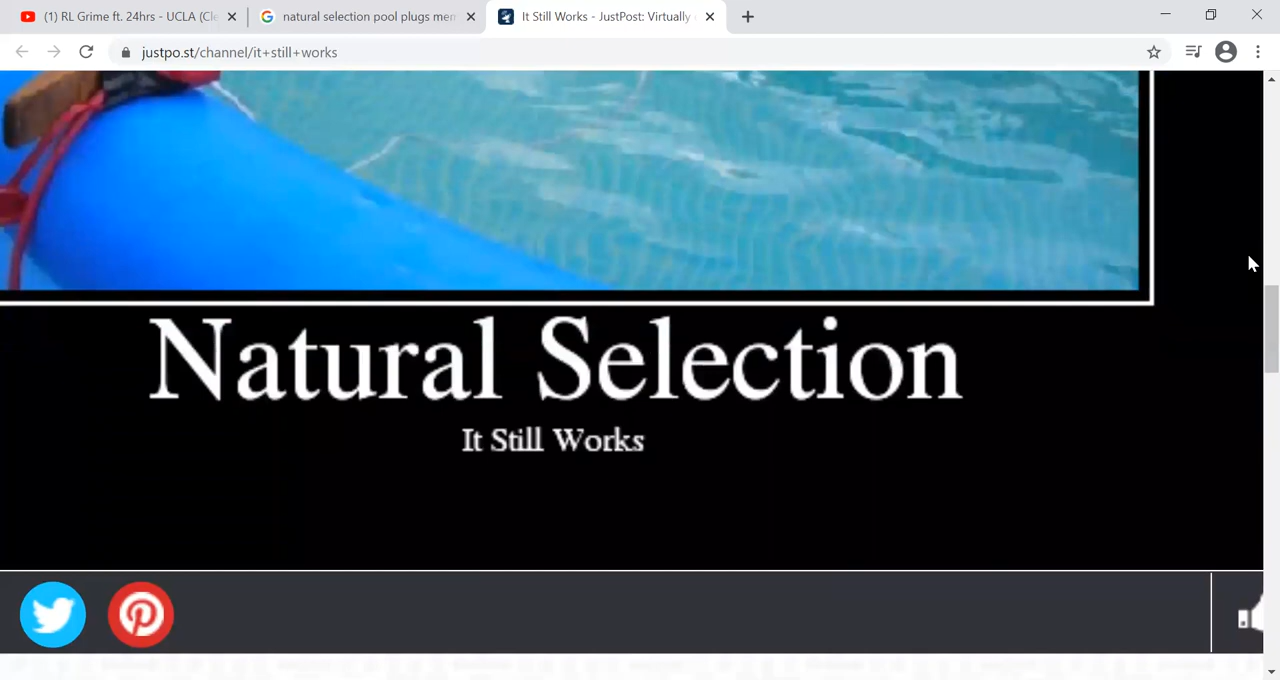 (1) RL Grime ft. 24hrs - UCLA (Cle
natural selection pool plugs mem
It Still Works - JustPost: Virtually
justpo.st/channel/it+still+works
Natural Selection
It Still Works